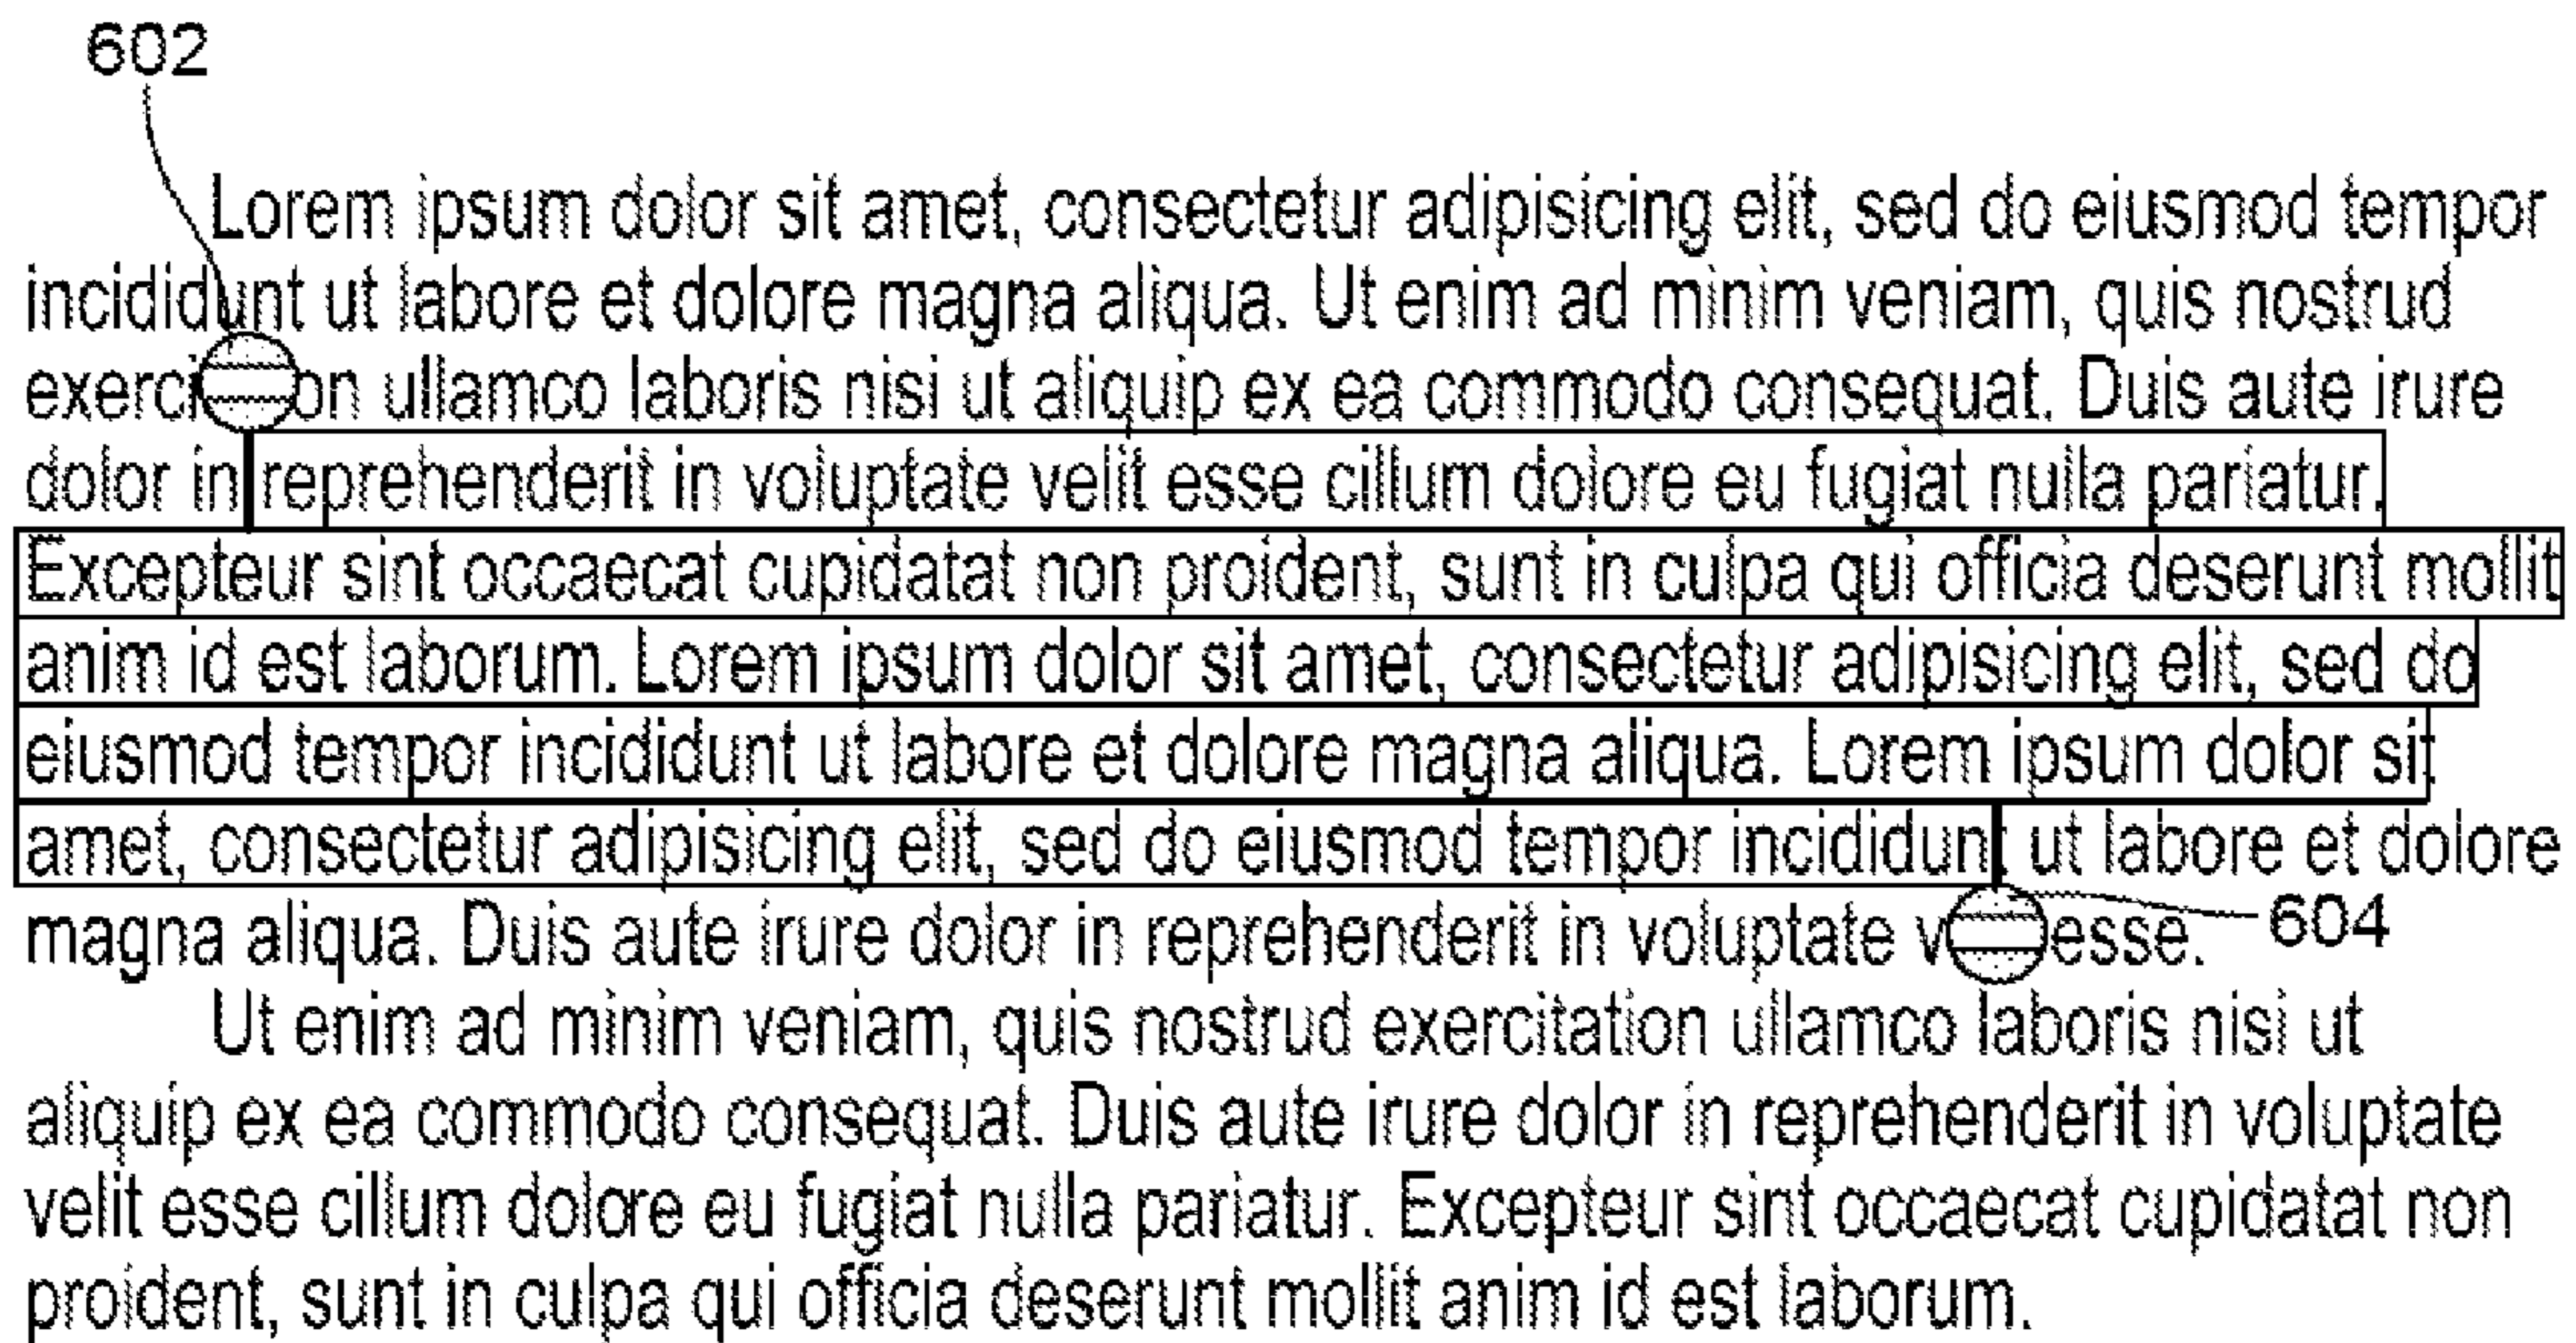 602
Lorem ipsum dolor sit amet, consectetur adipisicing elit, sed do eiusmod tempor
incididunt ut labore et dolore magna aliqua. Ut enim ad minim veniam, quis nostrud
exerci on ullamco laboris nisi ut aliquip ex ea commodo consequat. Duis aute irure
dolor in reprehenderit in voluptate velit esse cillum dolore eu fugiat nulla pariatur.
Excepteur sint occaecat cupidatat non proident, sunt in culpa qui officia deserunt mollit
anim id est laborum. Lorem ipsum dolor sit amet, consectetur adipisicing elit, sed do
eiusmod tempor incididunt ut labore et dolore magna aliqua. Lorem ipsum dolor sit
amet, consectetur adipisicing elit, sed do eiusmod tempor incididunt ut labore et dolore
magna aliqua. Duis aute irure dolor in reprehenderit in voluptate v esse. 604
Ut enim ad minim veniam, quis nostrud exercitation ullamco laboris nisi ut
aliquip ex ea commodo consequat. Duis aute irure dolor in reprehenderit in voluptate
velit esse cillum dolore eu fugiat nulla pariatur. Excepteur sint occaecat cupidatat non
proident, sunt in culpa qui officia deserunt mollit anim id est laborum.